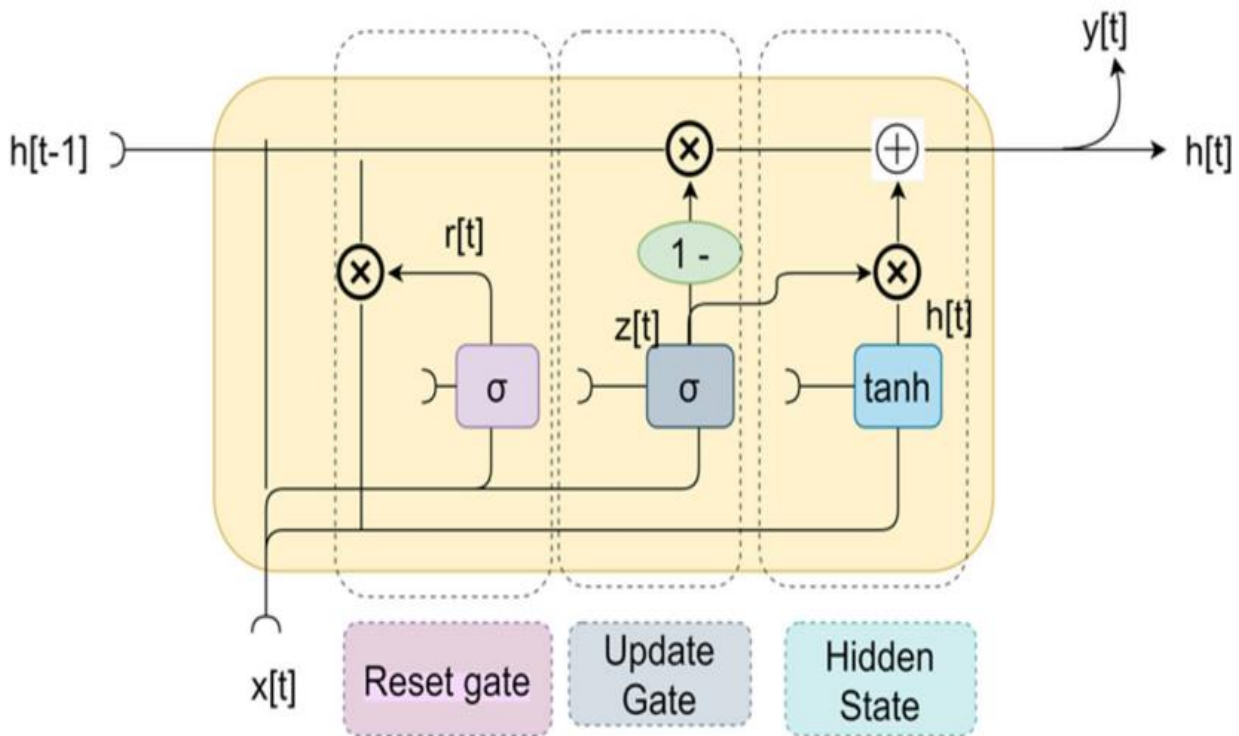 y[t]
h[t-1]
h[t]
r[t]
1 -
z[t]
h[t]
σ
σ
tanh
x[t]
Reset gate
Update
Gate
Hidden
State